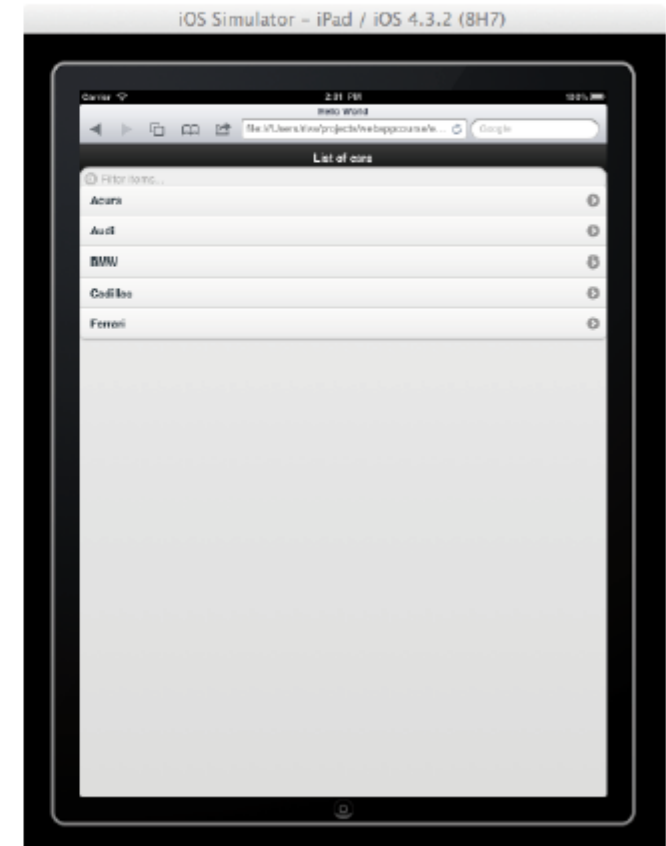 iOS Simulator – iPad / iOS 4.3.2 (8H7)
Carrier 2:01 PM 100%
Hello World
Google
List of cars
Filter items...
Acura
Audi
BMW
Cadillac
Ferrari